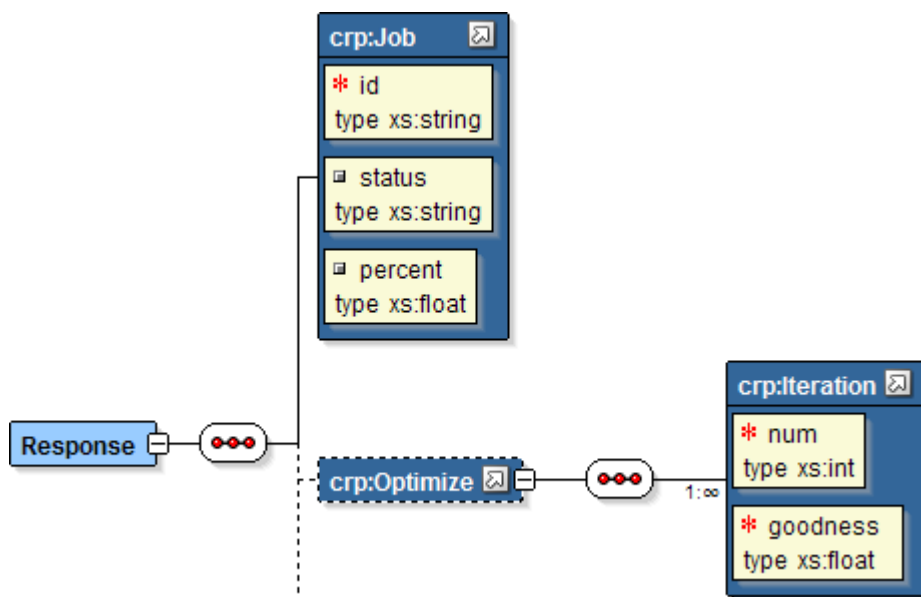 crp:Job
* id
type xs:string
status
type xs:string
percent
type xs:float
Response
crp:Optimize
1:∞
crp:Iteration
* num
type xs:int
* goodness
type xs:float